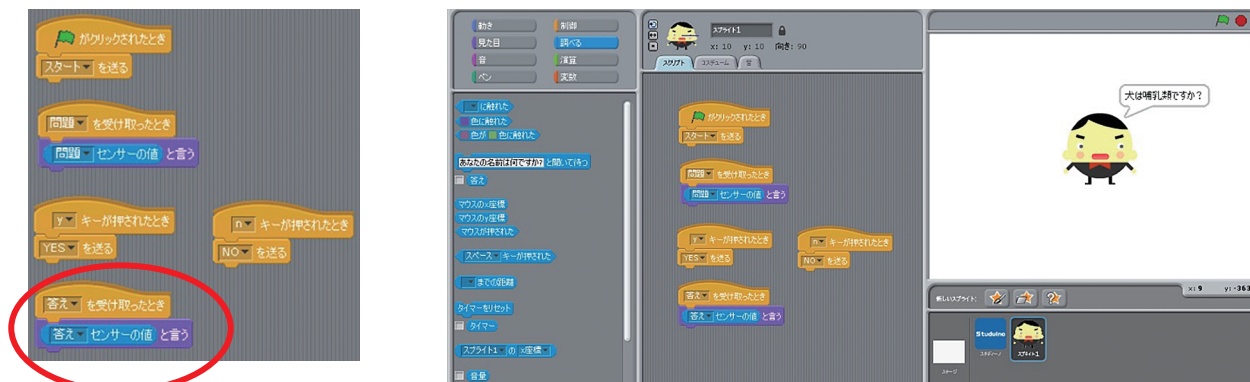 がクリックされたとき
スタート を送る
問題 を受け取ったとき
問題 センサーの値 と言う
y キーが押されたとき
YES を送る
n キーが押されたとき
NO を送る
答え を受け取ったとき
答え センサーの値 と言う
動き
制御
見た目
調べる
音
演算
ペン
変数
に触れた
色に触れた
色が 色に触れた
あなたの名前は何ですか? と聞いて待つ
答え
マウスのx座標
マウスのy座標
マウスが押された
スペース キーが押された
までの距離
タイマーをリセット
タイマー
スプライト1 の x座標
音量
スプライト1
x: 10 y: 10 向き: 90
スクリプト
コスチューム
音
がクリックされたとき
スタート を送る
問題 を受け取ったとき
問題 センサーの値 と言う
y キーが押されたとき
YES を送る
n キーが押されたとき
NO を送る
答え を受け取ったとき
答え センサーの値 と言う
犬は哺乳類ですか?
x: 9 y: -363
新しいスプライト:
Studuino
スタディーノ
スプライト1
ステージ